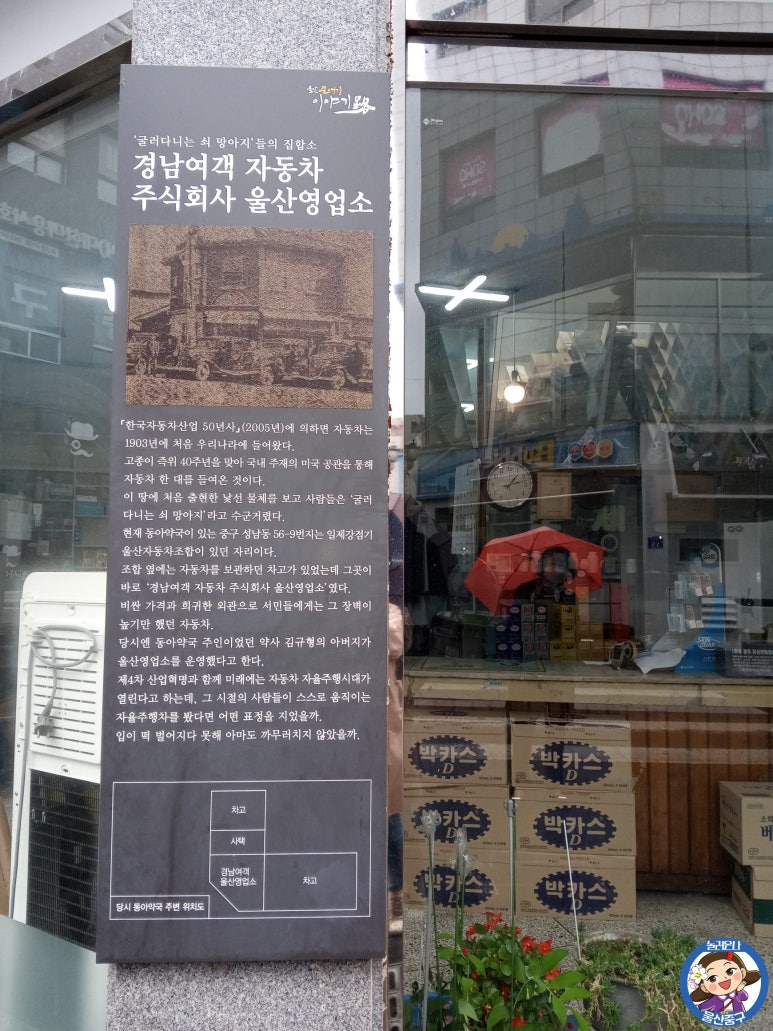 이야기路
'굴러다니는 쇠 망아지'들의 집합소
경남여객 자동차
주식회사 울산영업소
『한국자동차산업 50년사』(2005년)에 의하면 자동차는
1903년에 처음 우리나라에 들어왔다.
고종이 즉위 40주년을 맞아 국내 주재의 미국 공관을 통해
자동차 한 대를 들여온 것이다.
이 땅에 처음 출현한 낯선 물체를 보고 사람들은 '굴러
다니는 쇠 망아지'라고 수군거렸다.
현재 동아약국이 있는 중구 성남동 56-9번지는 일제강점기
울산자동차조합이 있던 자리이다.
조합 옆에는 자동차를 보관하던 차고가 있었는데 그곳이
바로 '경남여객 자동차 주식회사 울산영업소'였다.
비싼 가격과 희귀한 외관으로 서민들에게는 그 장벽이
높기만 했던 자동차.
당시엔 동아약국 주인이었던 약사 김규형의 아버지가
울산영업소를 운영했다고 한다.
제4차 산업혁명과 함께 미래에는 자동차 자율주행시대가
열린다고 하는데, 그 시절의 사람들이 스스로 움직이는
자율주행차를 봤다면 어떤 표정을 지었을까.
입이 떡 벌어지다 못해 아마도 까무러치지 않았을까.
차고
사택
경남여객
울산영업소
차고
당시 동아약국 주변 위치도
SOHO
박카스D
박카스D
박카스D
박카스D
박카스D
박카스D
눌러온나
울산중구